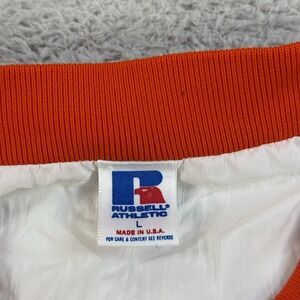 R
RUSSELL
ATHLETIC
L
MADE IN U.S.A.
FOR CARE & CONTENT SEE REVERSE